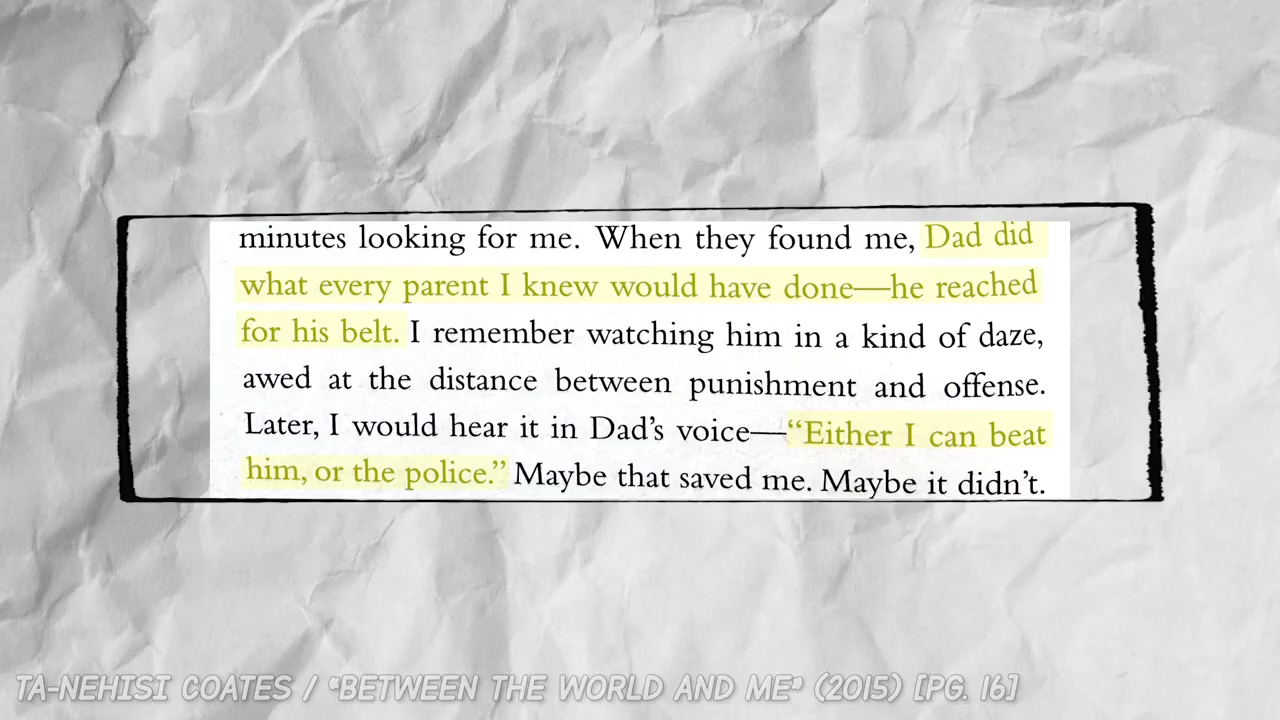 minutes looking for me. When they found me, Dad did
what every parent I knew would have done—he reached
for his belt. I remember watching him in a kind of daze,
awed at the distance between punishment and offense.
Later, I would hear it in Dad’s voice—“Either I can beat
him, or the police.” Maybe that saved me. Maybe it didn’t.
TA-NEHISI COATES / “BETWEEN THE WORLD AND ME” (2015) [PG. 16]